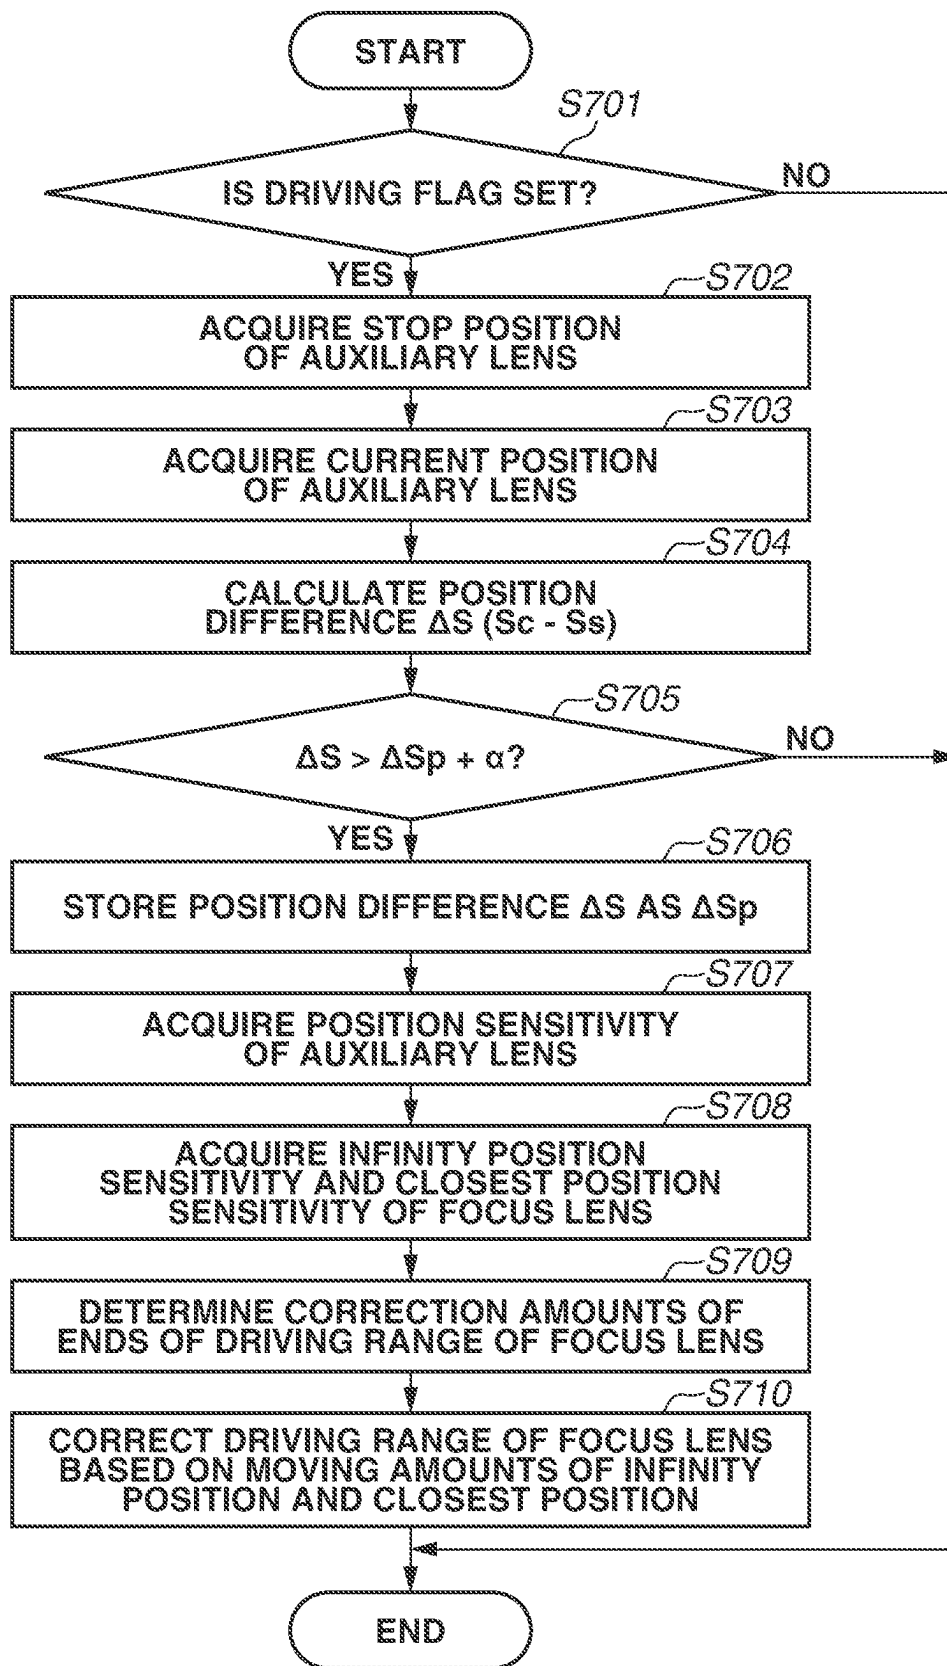 START
S701
IS DRIVING FLAG SET?
NO
YES
S702
ACQUIRE STOP POSITION
OF AUXILIARY LENS
S703
ACQUIRE CURRENT POSITION
OF AUXILIARY LENS
S704
CALCULATE POSITION
DIFFERENCE ΔS (Sc - Ss)
S705
ΔS > ΔSp + α?
NO
YES
S706
STORE POSITION DIFFERENCE ΔS AS ΔSp
S707
ACQUIRE POSITION SENSITIVITY
OF AUXILIARY LENS
S708
ACQUIRE INFINITY POSITION
SENSITIVITY AND CLOSEST POSITION
SENSITIVITY OF FOCUS LENS
S709
DETERMINE CORRECTION AMOUNTS OF
ENDS OF DRIVING RANGE OF FOCUS LENS
S710
CORRECT DRIVING RANGE OF FOCUS LENS
BASED ON MOVING AMOUNTS OF INFINITY
POSITION AND CLOSEST POSITION
END